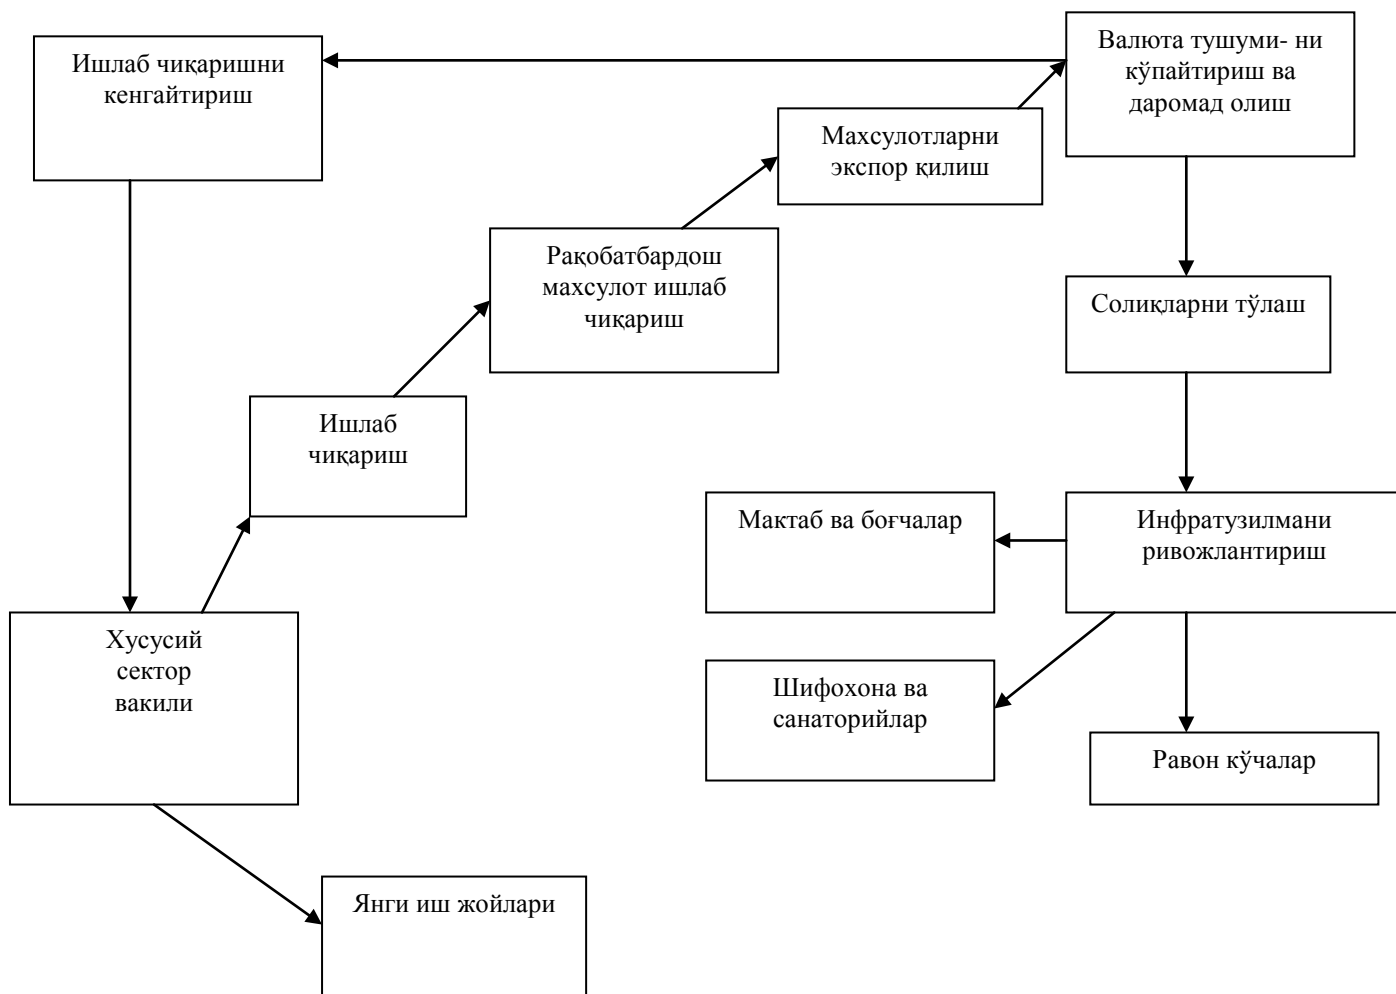 Ишлаб чиқаришни
кенгайтириш
Валюта тушуми- ни
кўпайтириш ва
даромад олиш
Махсулотларни
экспор қилиш
Рақобатбардош
махсулот ишлаб
чиқариш
Солиқларни тўлаш
Ишлаб
чиқариш
Мактаб ва боғчалар
Инфратузилмани
ривожлантириш
Хусусий
сектор
вакили
Шифохона ва
санаторийлар
Равон кўчалар
Янги иш жойлари